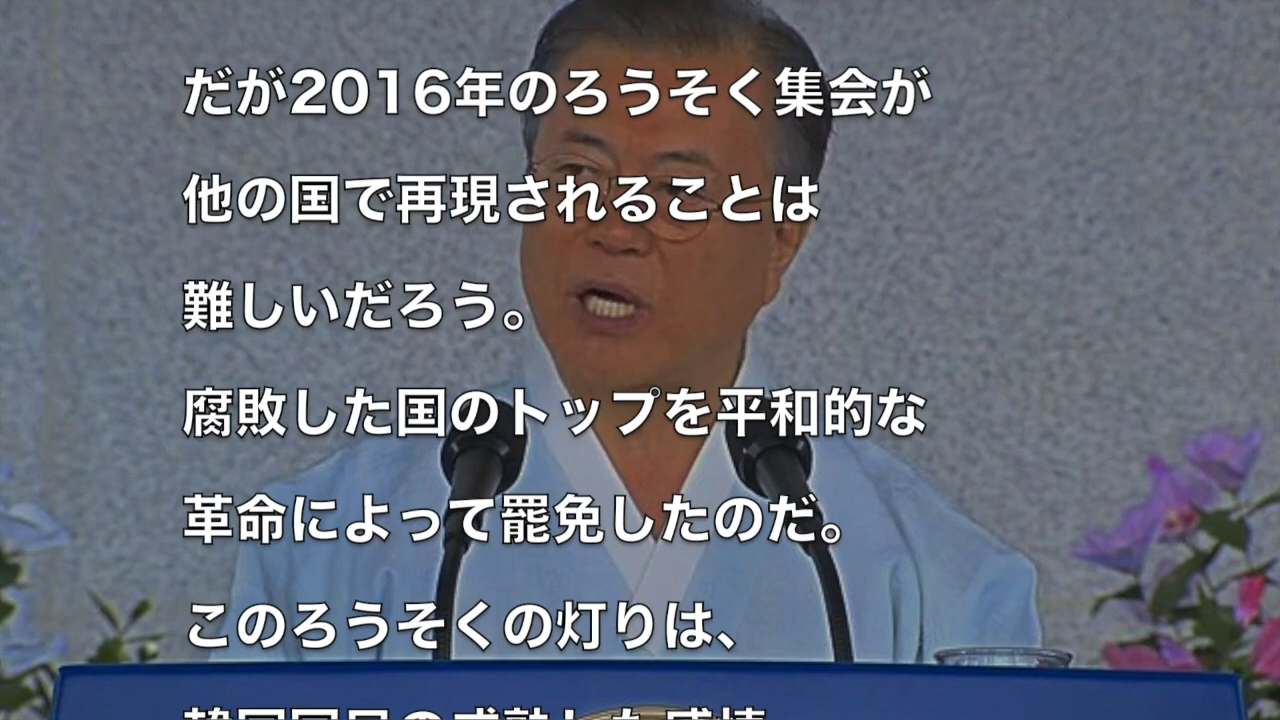 だが2016年のろうそく集会が
他の国で再現されることは
難しいだろう。
腐敗した国のトップを平和的な
革命によって罷免したのだ。
このろうそくの灯りは、